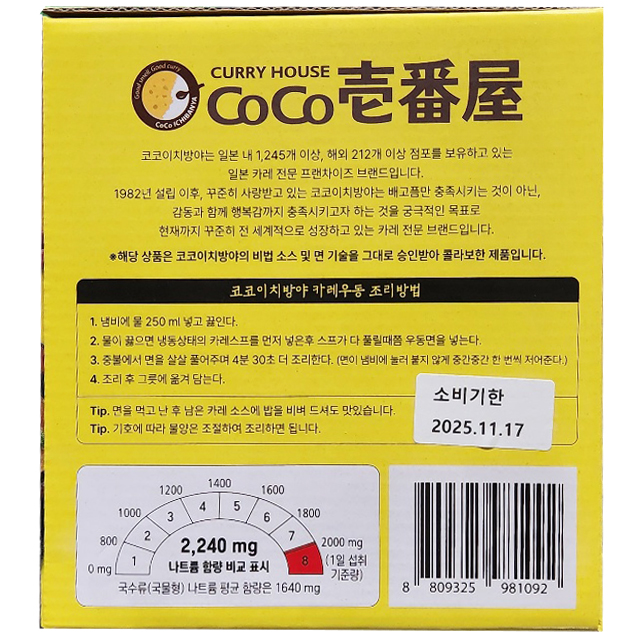 Good smell, Good curry
CoCo ICHIBANYA
CURRY HOUSE
CoCo壱番屋
코코이치방야는 일본 내 1,245개 이상, 해외 212개 이상 점포를 보유하고 있는
일본 카레 전문 프랜차이즈 브랜드입니다.
1982년 설립 이후, 꾸준히 사랑받고 있는 코코이치방야는 배고픔만 충족시키는 것이 아닌,
감동과 함께 행복감까지 충족시키고자 하는 것을 궁극적인 목표로
현재까지 꾸준히 전 세계적으로 성장하고 있는 카레 전문 브랜드입니다.
※해당 상품은 코코이치방야의 비법 소스 및 면 기술을 그대로 승인받아 콜라보한 제품입니다.
코코이치방야 카레우동 조리방법
1. 냄비에 물 250 ml 넣고 끓인다.
2. 물이 끓으면 냉동상태의 카레스프를 먼저 넣은후 스프가 다 풀릴때쯤 우동면을 넣는다.
3. 중불에서 면을 살살 풀어주며 4분 30초 더 조리한다. (면이 냄비에 눌러 붙지 않게 중간중간 한 번씩 저어준다.)
4. 조리 후 그릇에 옮겨 담는다.
Tip. 면을 먹고 난 후 남은 카레 소스에 밥을 비벼 드셔도 맛있습니다.
Tip. 기호에 따라 물양은 조절하여 조리하면 됩니다.
소비기한
2025.11.17
0 mg
800
1000
1200
1400
1600
1800
2000 mg
(1일 섭취
기준량)
1
2
3
4
5
6
7
8
2,240 mg
나트륨 함량 비교 표시
국수류(국물형) 나트륨 평균 함량은 1640 mg
8 809325 981092